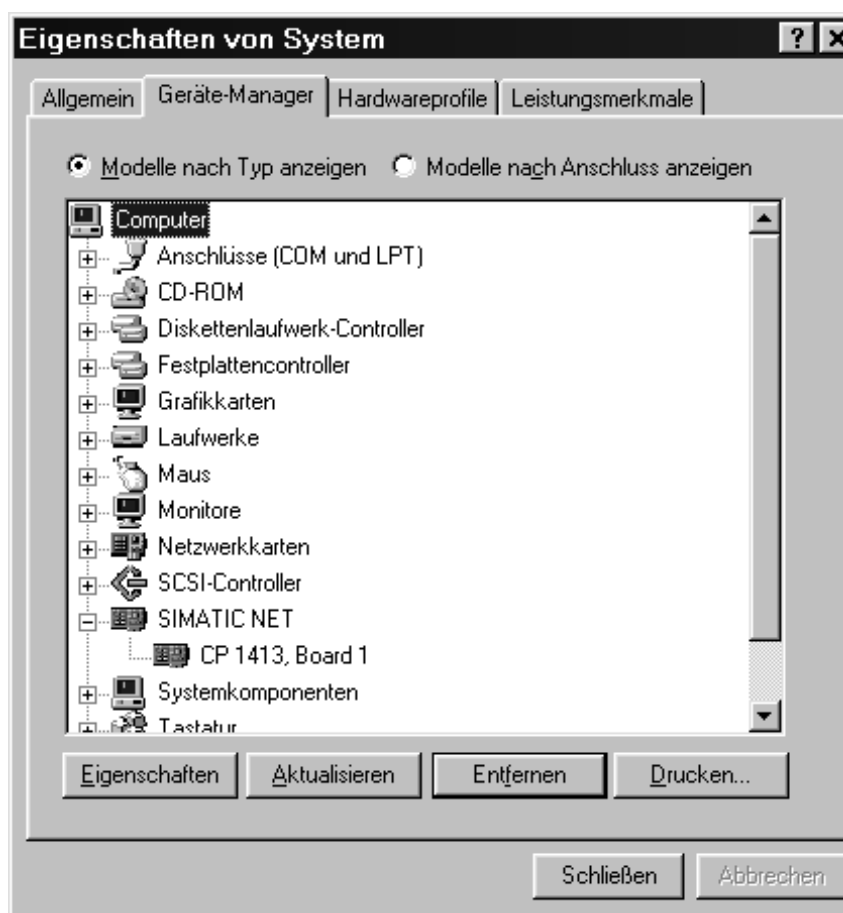 Eigenschaften von System
Allgemein Geräte-Manager Hardwareprofile Leistungsmerkmale
Modelle nach Typ anzeigen Modelle nach Anschluss anzeigen
Computer
Anschlüsse (COM und LPT)
CD-ROM
Diskettenlaufwerk-Controller
Festplattencontroller
Grafikkarten
Laufwerke
Maus
Monitore
Netzwerkkarten
SCSI-Controller
SIMATIC NET
CP 1413, Board 1
Systemkomponenten
Tastatur
Eigenschaften Aktualisieren Entfernen Drucken...
Schließen Abbrechen